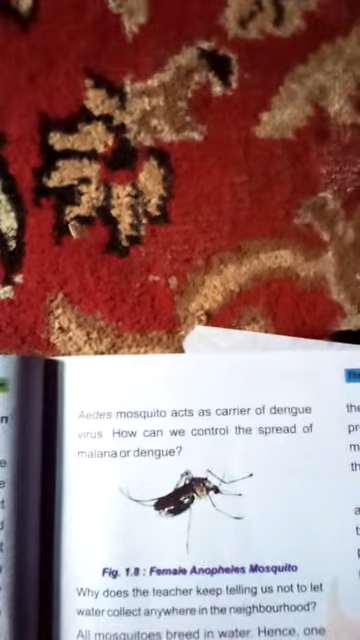 Aedes mosquito acts as carrier of dengue
virus. How can we control the spread of
malaria or dengue?
Fig. 1.8 : Female Anopheles Mosquito
Why does the teacher keep telling us not to let
water collect anywhere in the neighbourhood?
All mosquitoes breed in water. Hence, one